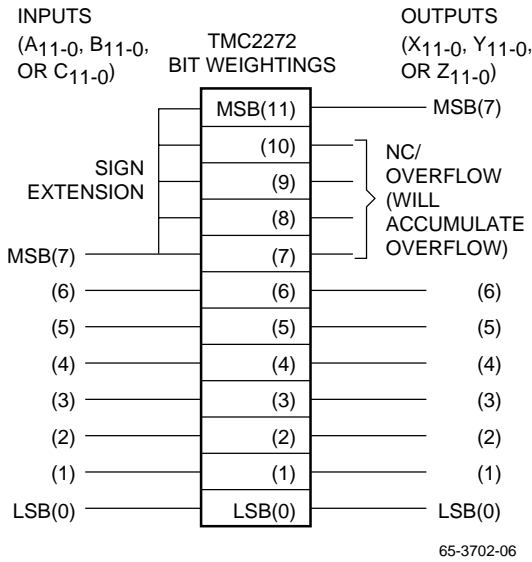 INPUTS
(A11-0, B11-0,
OR C11-0)
TMC2272
BIT WEIGHTINGS
OUTPUTS
(X11-0, Y11-0,
OR Z11-0)
MSB(11)
MSB(7)
(10)
(9)
(8)
(7)
SIGN
EXTENSION
NC/
OVERFLOW
(WILL
ACCUMULATE
OVERFLOW)
MSB(7)
(6) (6) (6)
(5) (5) (5)
(4) (4) (4)
(3) (3) (3)
(2) (2) (2)
(1) (1) (1)
LSB(0) LSB(0) LSB(0)
65-3702-06